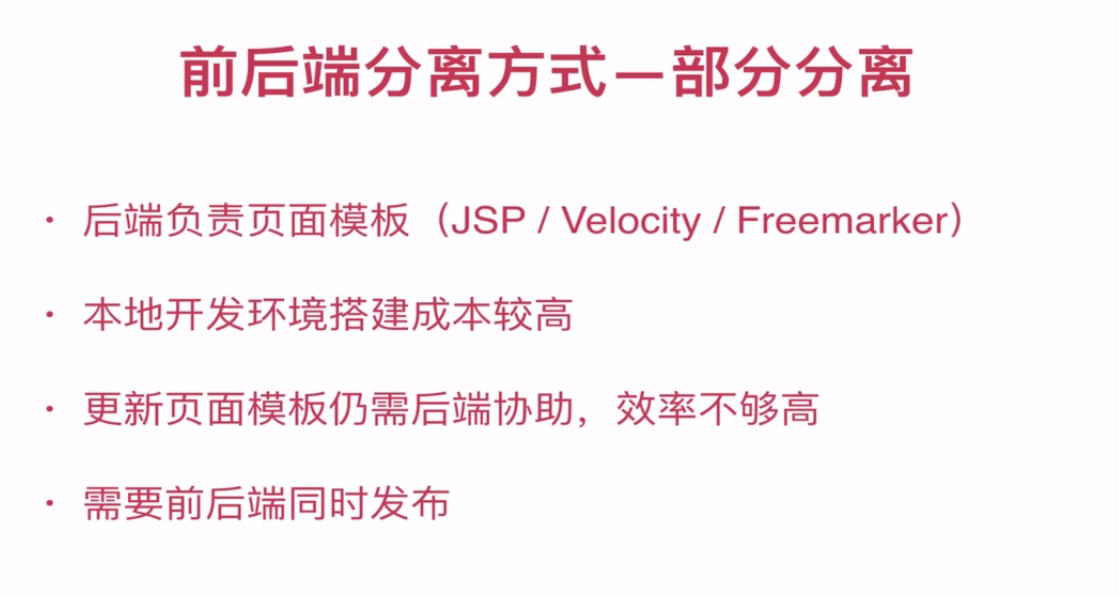 前后端分离方式—部分分离
· 后端负责页面模板（JSP / Velocity / Freemarker）
· 本地开发环境搭建成本较高
· 更新页面模板仍需后端协助，效率不够高
· 需要前后端同时发布